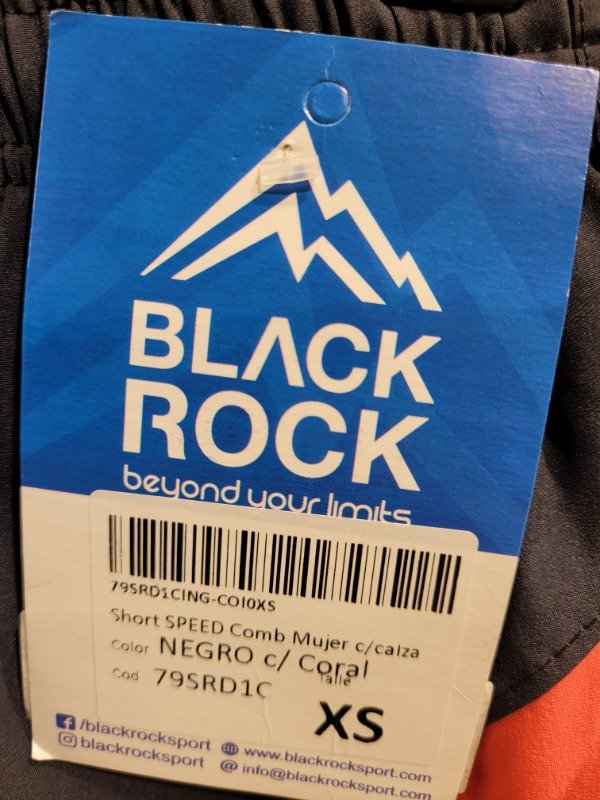 BLACK
ROCK
beyond your limits
79SRD1CING-COI0XS
Short SPEED Comb Mujer c/calza
Color NEGRO c/ Coral
Cod 79SRD1C
Talle
XS
/blackrocksport
blackrocksport
www.blackrocksport.com
@ info@blackrocksport.com